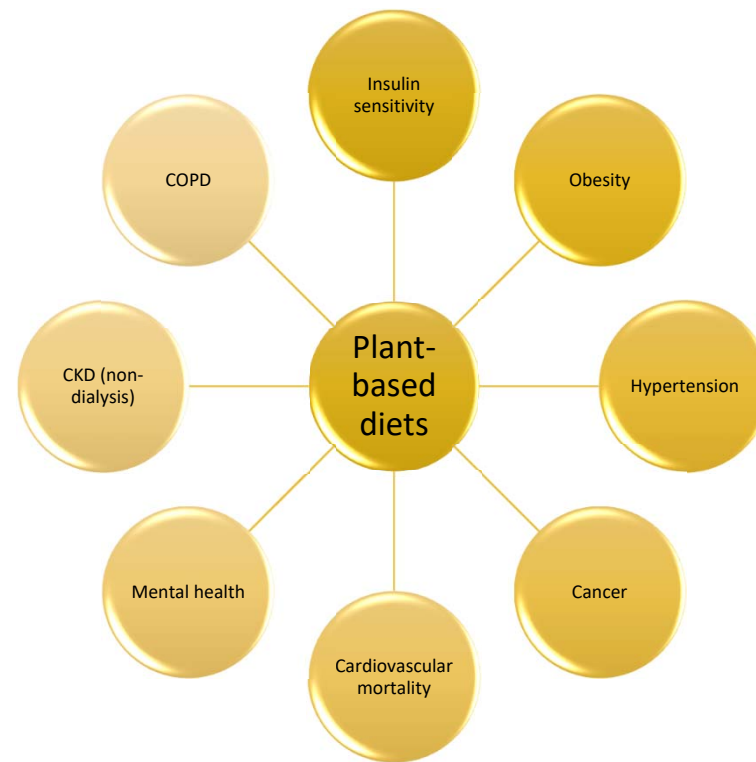 Insulin
sensitivity
Obesity
Hypertension
Cancer
Cardiovascular
mortality
Mental health
CKD (non-
dialysis)
COPD
Plant-
based
diets